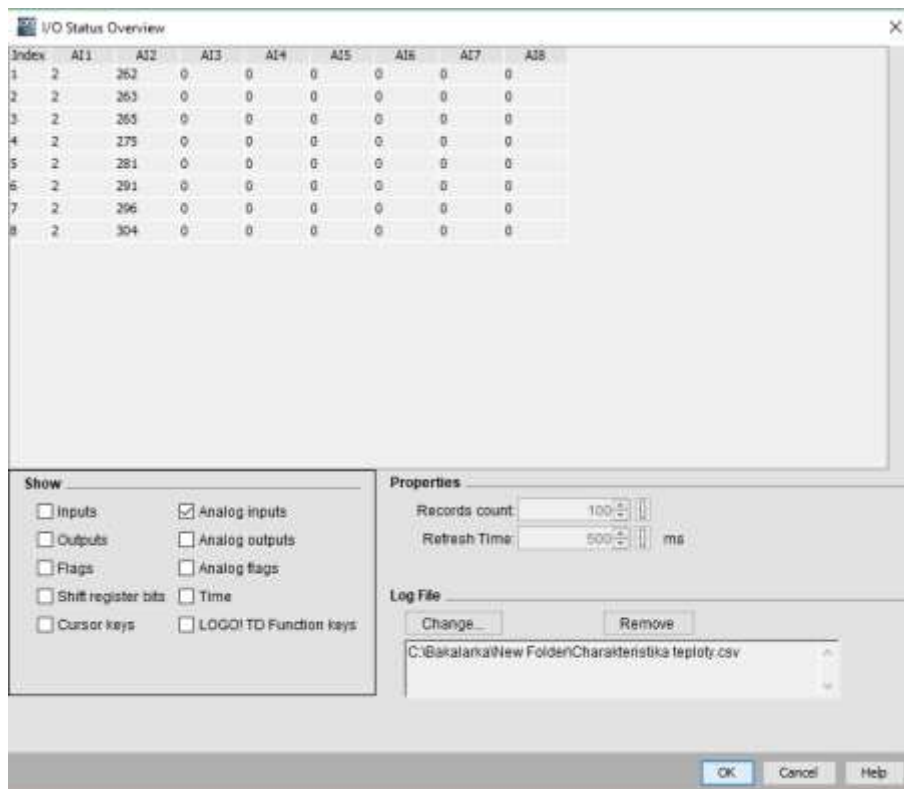 I/O Status Overview
Index AI1 AI2 AI3 AI4 AI5 AI6 AI7 AI8
1 2 262 0 0 0 0 0 0
2 2 263 0 0 0 0 0 0
3 2 265 0 0 0 0 0 0
4 2 275 0 0 0 0 0 0
5 2 281 0 0 0 0 0 0
6 2 291 0 0 0 0 0 0
7 2 296 0 0 0 0 0 0
8 2 304 0 0 0 0 0 0
Show
Inputs Analog inputs
Outputs Analog outputs
Flags Analog flags
Shift register bits Time
Cursor keys LOGO! TD Function keys
Properties
Records count: 100
Refresh Time: 500 ms
Log File
Change... Remove
C:\Bakalarka\New Folder\Charakteristika teploty.csv
OK Cancel Help